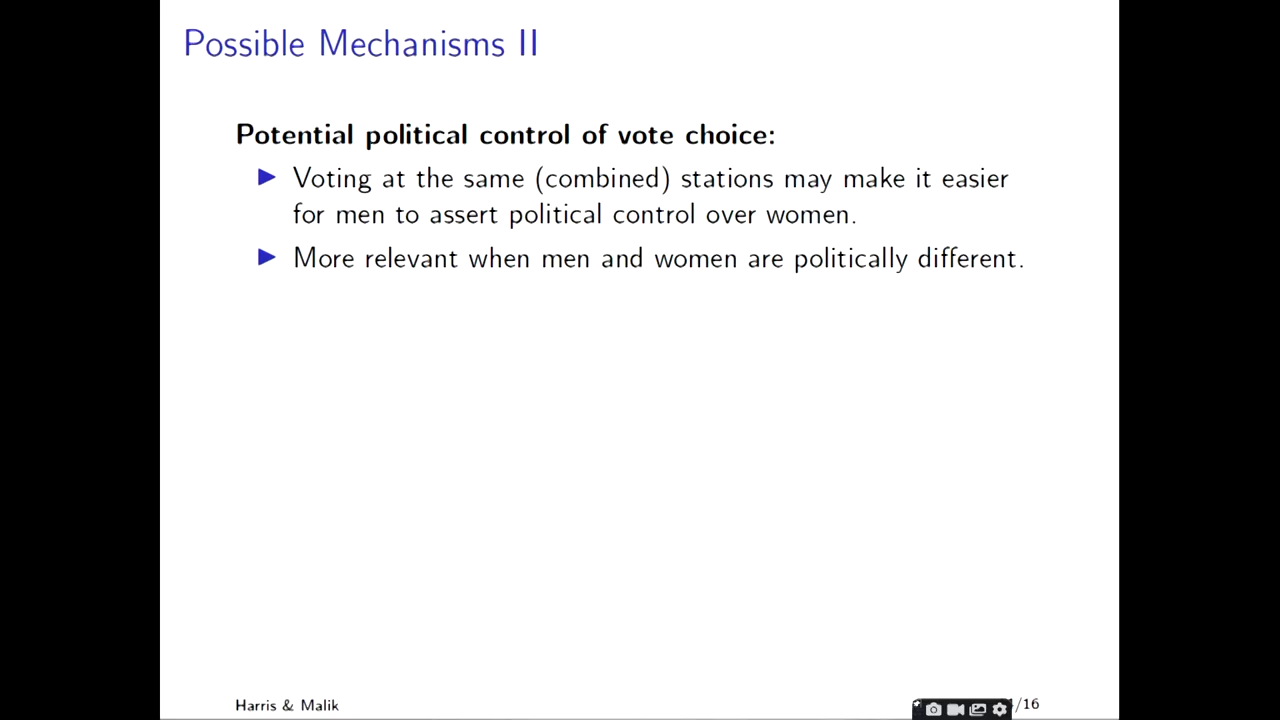 Possible Mechanisms II
Potential political control of vote choice:
Voting at the same (combined) stations may make it easier
for men to assert political control over women.
More relevant when men and women are politically different.
Harris & Malik
/16